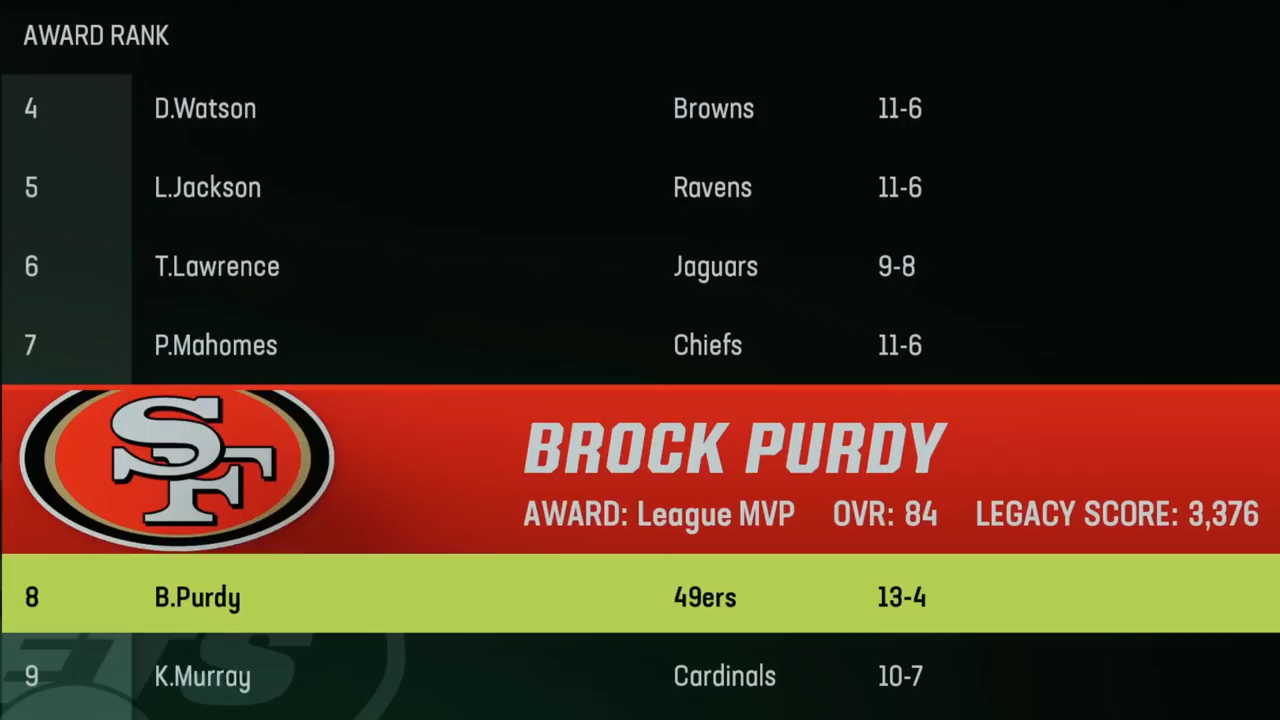 AWARD RANK
4 D.Watson Browns 11-6
5 L.Jackson Ravens 11-6
6 T.Lawrence Jaguars 9-8
7 P.Mahomes Chiefs 11-6
SF
BROCK PURDY
AWARD: League MVP OVR: 84 LEGACY SCORE: 3,376
8 B.Purdy 49ers 13-4
ETS
9 K.Murray Cardinals 10-7